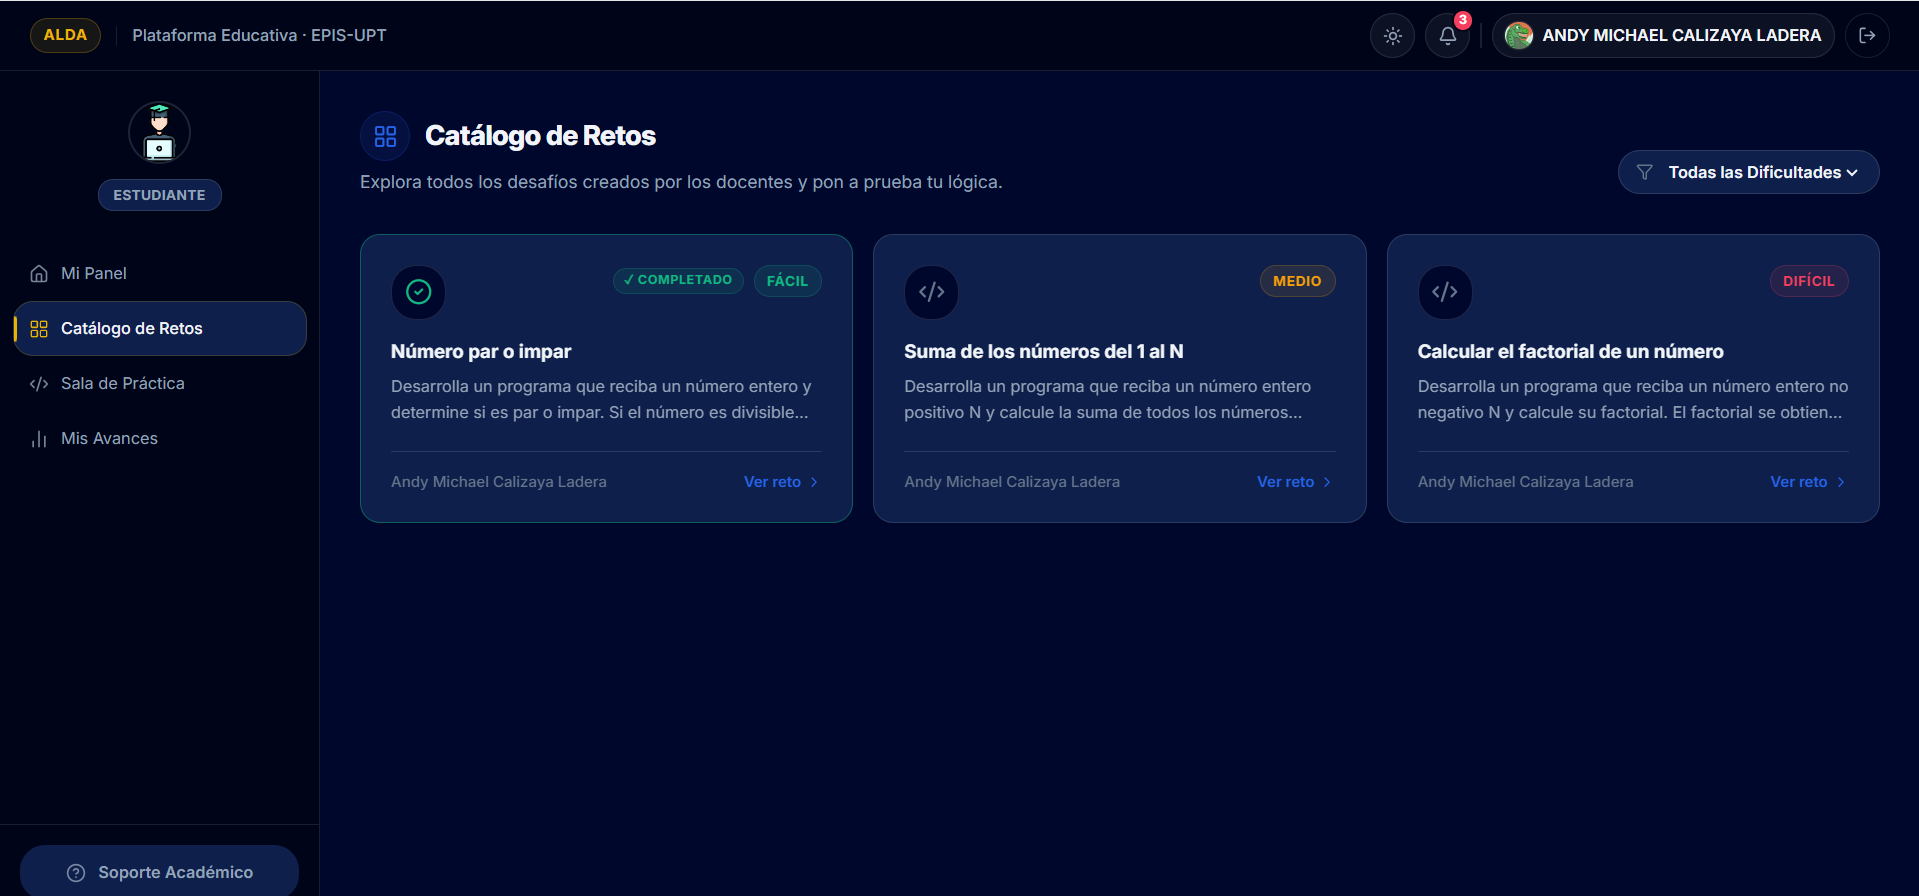 ALDA
Plataforma Educativa · EPIS-UPT
3
ANDY MICHAEL CALIZAYA LADERA
ESTUDIANTE
Mi Panel
Catálogo de Retos
Sala de Práctica
Mis Avances
Soporte Académico
Catálogo de Retos
Explora todos los desafíos creados por los docentes y pon a prueba tu lógica.
Todas las Dificultades
✓ COMPLETADO
FÁCIL
Número par o impar
Desarrolla un programa que reciba un número entero y
determine si es par o impar. Si el número es divisible...
Andy Michael Calizaya Ladera
Ver reto
MEDIO
Suma de los números del 1 al N
Desarrolla un programa que reciba un número entero
positivo N y calcule la suma de todos los números...
Andy Michael Calizaya Ladera
Ver reto
DIFÍCIL
Calcular el factorial de un número
Desarrolla un programa que reciba un número entero no
negativo N y calcule su factorial. El factorial se obtien...
Andy Michael Calizaya Ladera
Ver reto